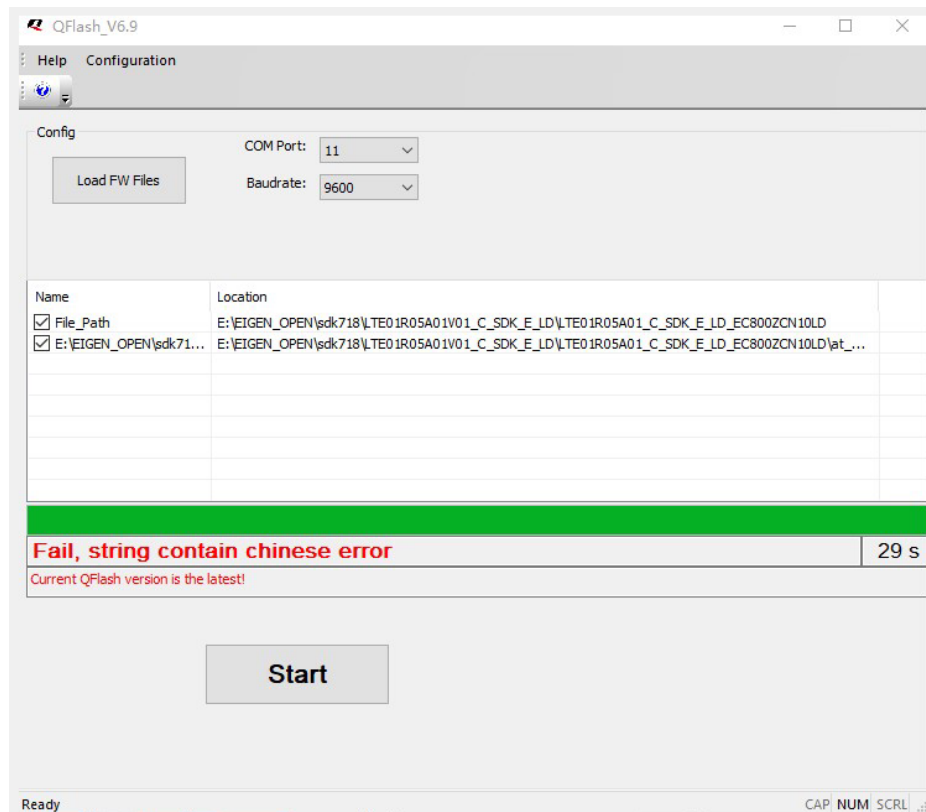 QFlash_V6.9
Help Configuration
Config
Load FW Files
COM Port: 11
Baudrate: 9600
Name Location
File_Path E:\EIGEN_OPEN\sdk718\LTE01R05A01V01_C_SDK_E_LD\LTE01R05A01_C_SDK_E_LD_EC800ZCN10LD
E:\EIGEN_OPEN\sdk71... E:\EIGEN_OPEN\sdk718\LTE01R05A01V01_C_SDK_E_LD\LTE01R05A01_C_SDK_E_LD_EC800ZCN10LD\at_...
Fail, string contain chinese error 29 s
Current QFlash version is the latest!
Start
Ready CAP NUM SCRL